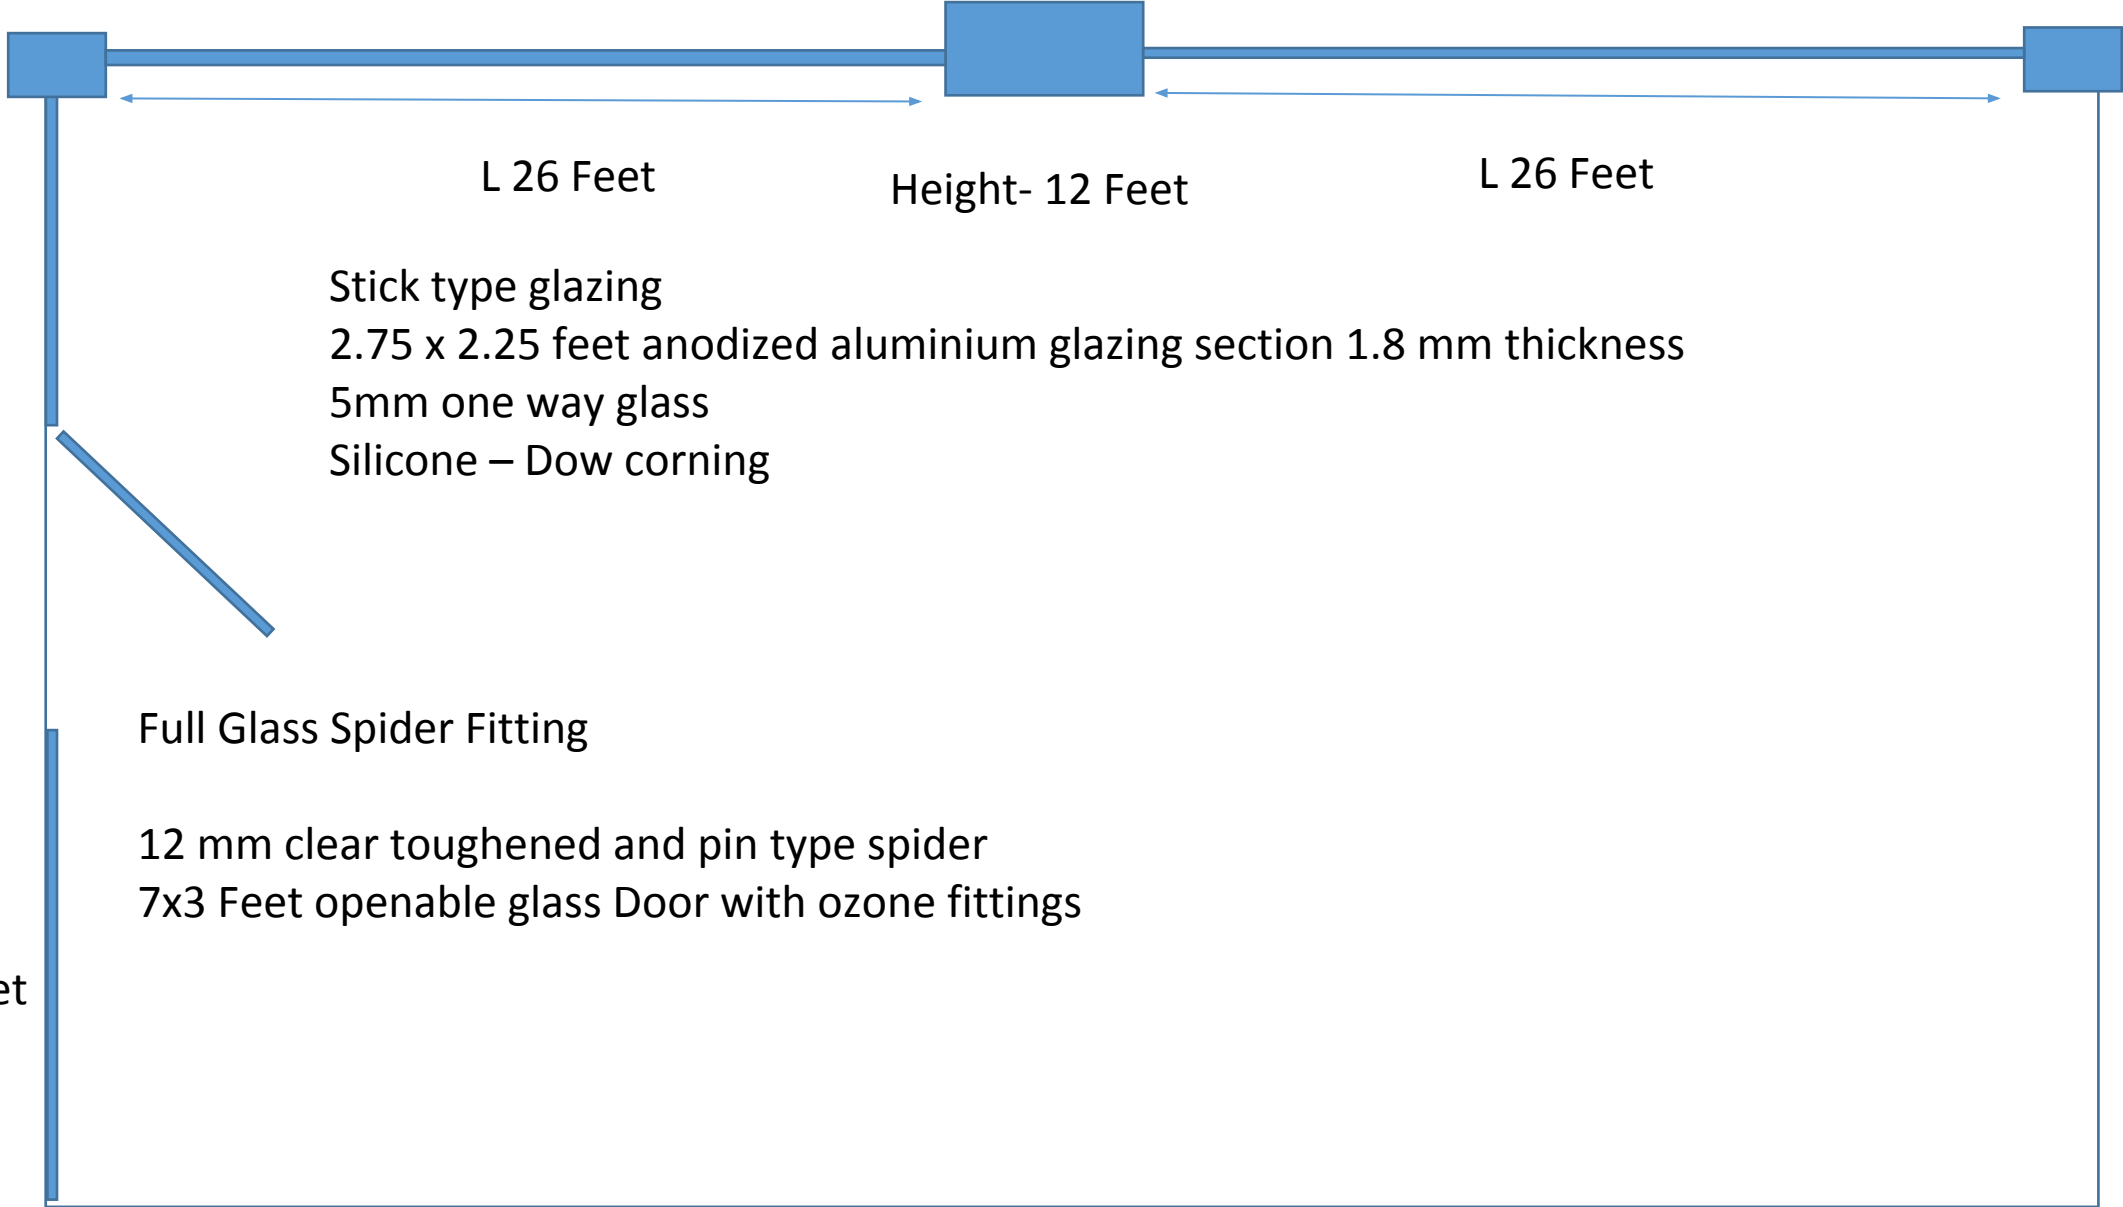 L 26 Feet
Height- 12 Feet
L 26 Feet
Stick type glazing
2.75 x 2.25 feet anodized aluminium glazing section 1.8 mm thickness
5mm one way glass
Silicone – Dow corning
Full Glass Spider Fitting
12 mm clear toughened and pin type spider
7x3 Feet openable glass Door with ozone fittings